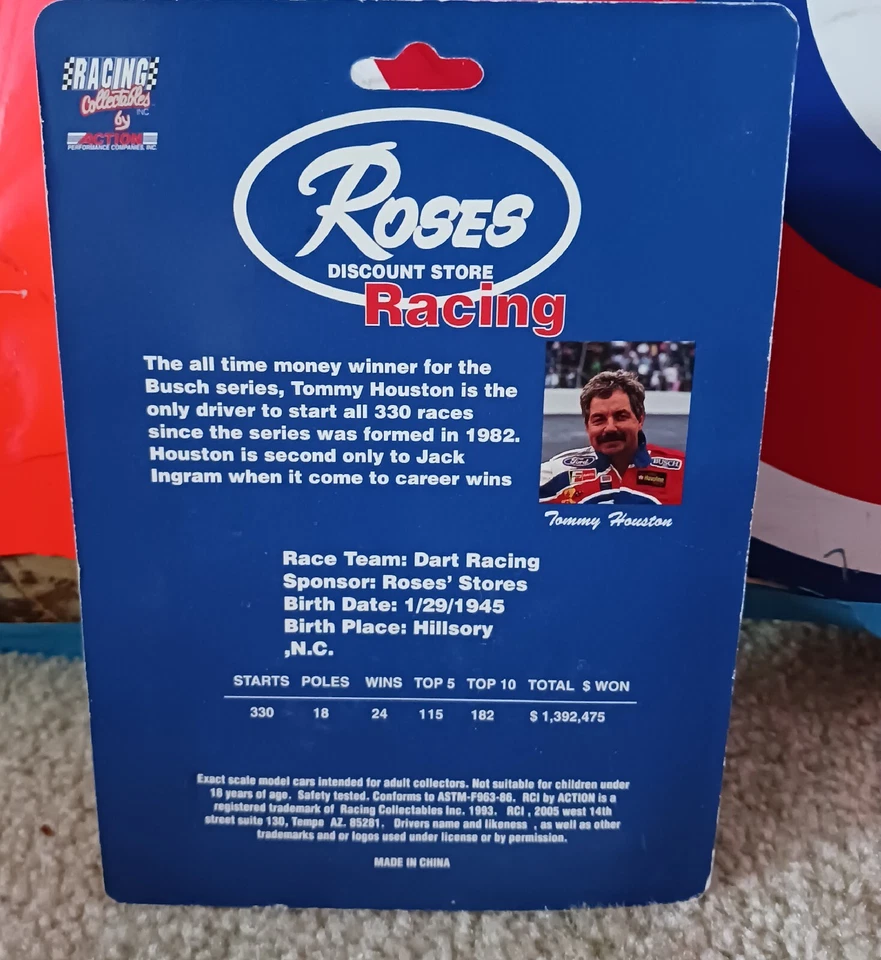 RACING
Collectables
INC
by
ACTION
PERFORMANCE COMPANIES, INC.
ROSES
DISCOUNT STORE
Racing
The all time money winner for the
Busch series, Tommy Houston is the
only driver to start all 330 races
since the series was formed in 1982.
Houston is second only to Jack
Ingram when it come to career wins
Ford
BUSCH
Tommy Houston
Race Team: Dart Racing
Sponsor: Roses' Stores
Birth Date: 1/29/1945
Birth Place: Hillsory
,N.C.
STARTS POLES WINS TOP 5 TOP 10 TOTAL $ WON
330 18 24 115 182 $ 1,392,475
Exact scale model cars intended for adult collectors. Not suitable for children under
18 years of age. Safety tested. Conforms to ASTM-F963-86. RCI by ACTION is a
registered trademark of Racing Collectables Inc. 1993. RCI , 2005 west 14th
street suite 130, Tempe AZ. 85281. Drivers name and likeness , as well as other
trademarks and or logos used under license or by permission.
MADE IN CHINA